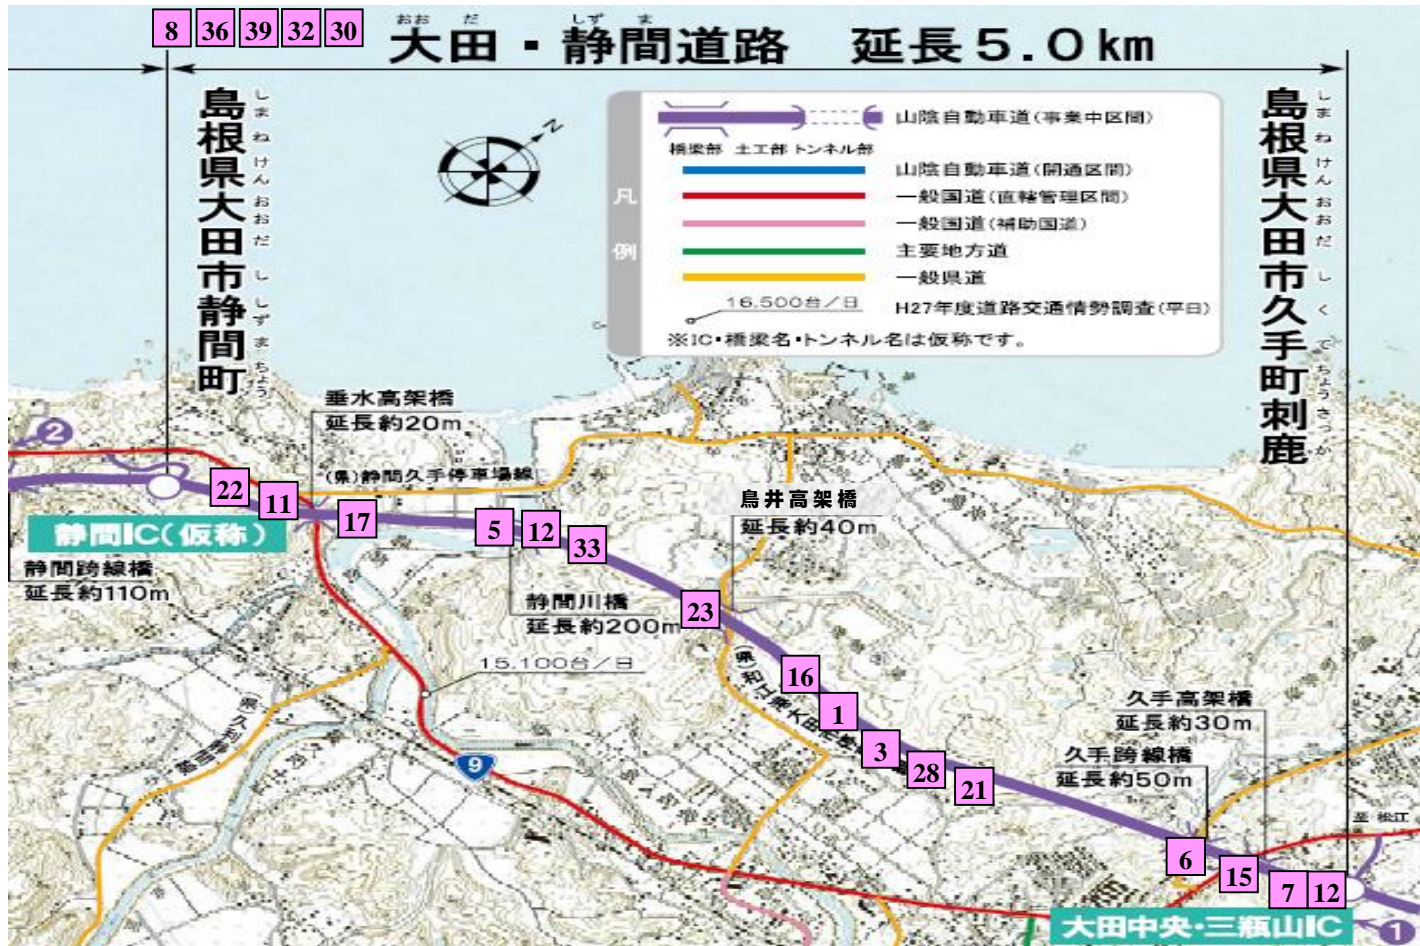 8 36 39 32 30
おお だ しず ま
大田・静間道路 延長5.0km
島根県大田市静間町
しまねけんおおだししずまちょう
島根県大田市久手町刺鹿
しまねけんおおだしくてちょうさつか
N
凡例
山陰自動車道(事業中区間)
橋梁部 土工部 トンネル部
山陰自動車道(開通区間)
一般国道(直轄管理区間)
一般国道(補助国道)
主要地方道
一般県道
16,500台/日
H27年度道路交通情勢調査(平日)
※IC・橋梁名・トンネル名は仮称です。
垂水高架橋
延長約20m
2
(県)静間久手停車場線
22
11
17
5
12
33
鳥井高架橋
延長約40m
静間IC(仮称)
静間跨線橋
延長約110m
静間川橋
延長約200m
23
15,100台/日
16
1
3
28
21
久手高架橋
延長約30m
久手跨線橋
延長約50m
9
至 松江
6
15
7
12
大田中央・三瓶山IC
1